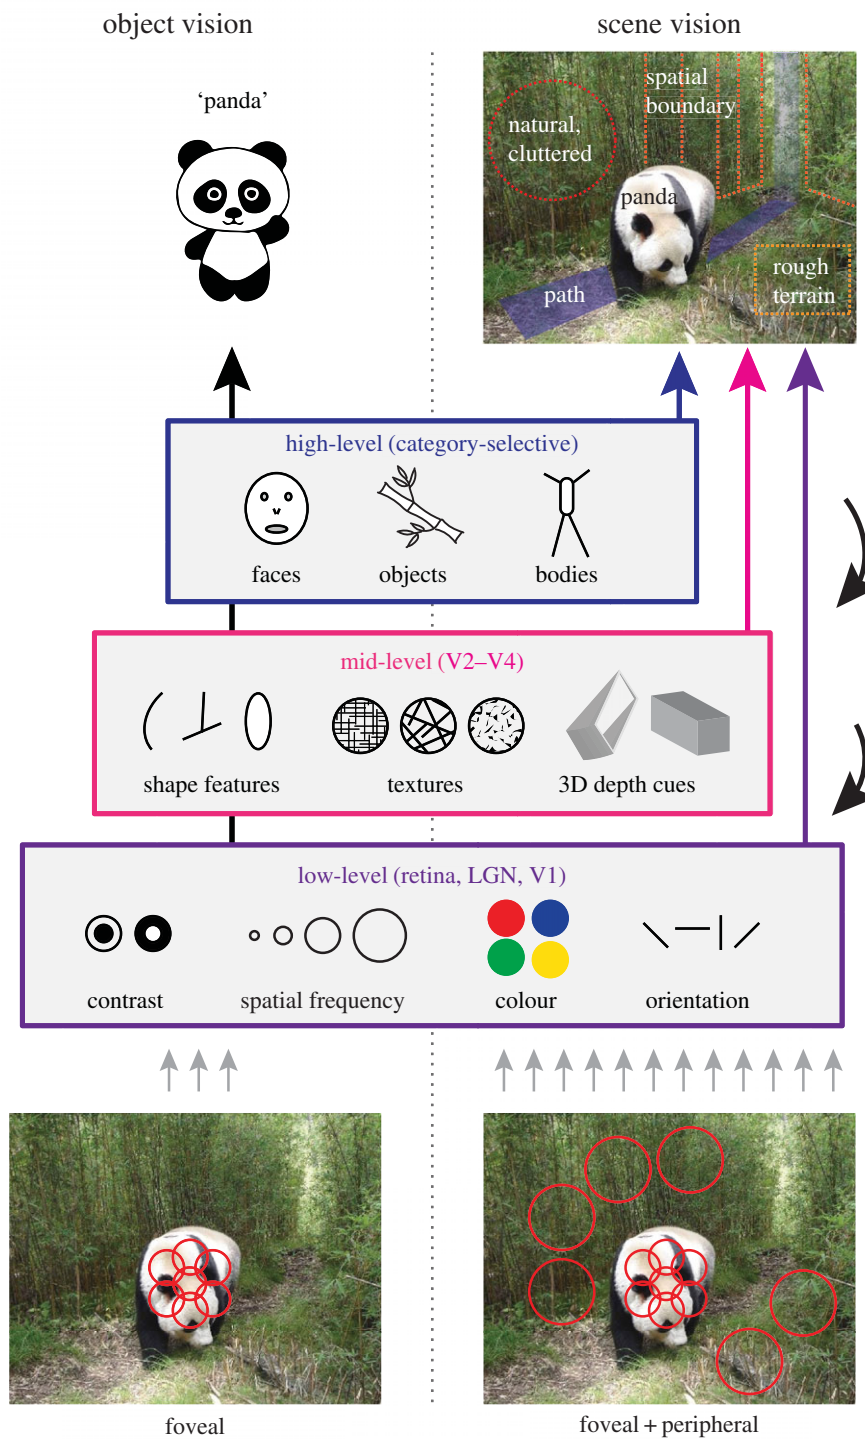 object vision
scene vision
‘panda’
natural,
cluttered
spatial
boundary
panda
path
rough
terrain
high-level (category-selective)
faces
objects
bodies
mid-level (V2–V4)
shape features
textures
3D depth cues
low-level (retina, LGN, V1)
contrast
spatial frequency
colour
orientation
foveal
foveal + peripheral